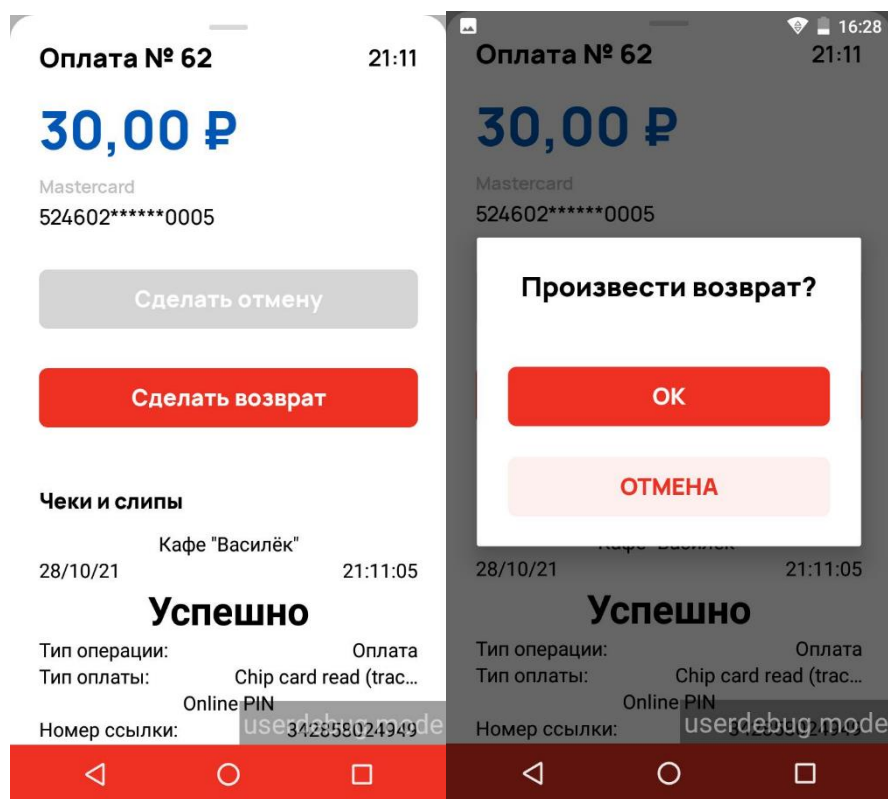 Оплата № 62 21:11
30,00 ₽
Mastercard
524602******0005
Сделать отмену
Сделать возврат
Чеки и слипы
Кафе "Василёк"
28/10/21 21:11:05
Успешно
Тип операции: Оплата
Тип оплаты: Chip card read (trac...
Online PIN
Номер ссылки: 342858024949
userdebug mode
16:28
Оплата № 62 21:11
30,00 ₽
Mastercard
524602******0005
Произвести возврат?
ОК
ОТМЕНА
28/10/21 21:11:05
Успешно
Тип операции: Оплата
Тип оплаты: Chip card read (trac...
Online PIN
Номер ссылки:
userdebug mode